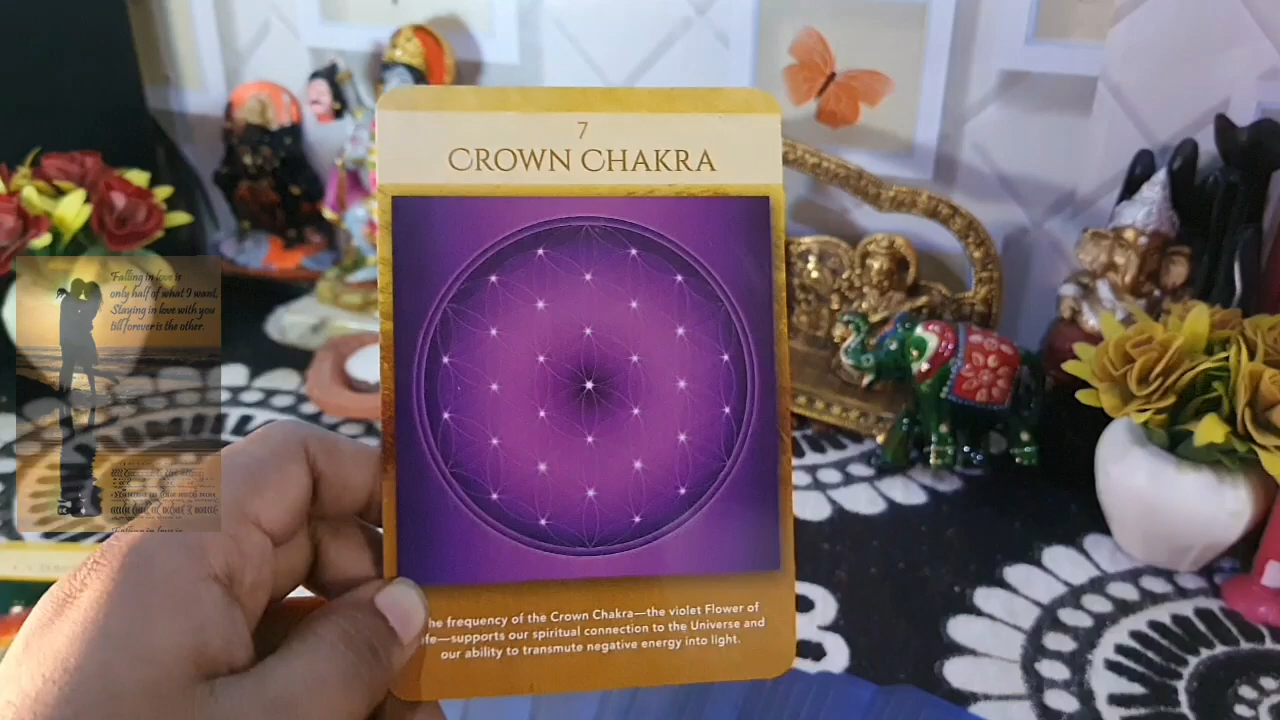 7
CROWN CHAKRA
he frequency of the Crown Chakra—the violet Flower of
fe—supports our spiritual connection to the Universe and
our ability to transmute negative energy into light.
Falling in love is
only half of what I want,
Staying in love with you
till forever is the other.